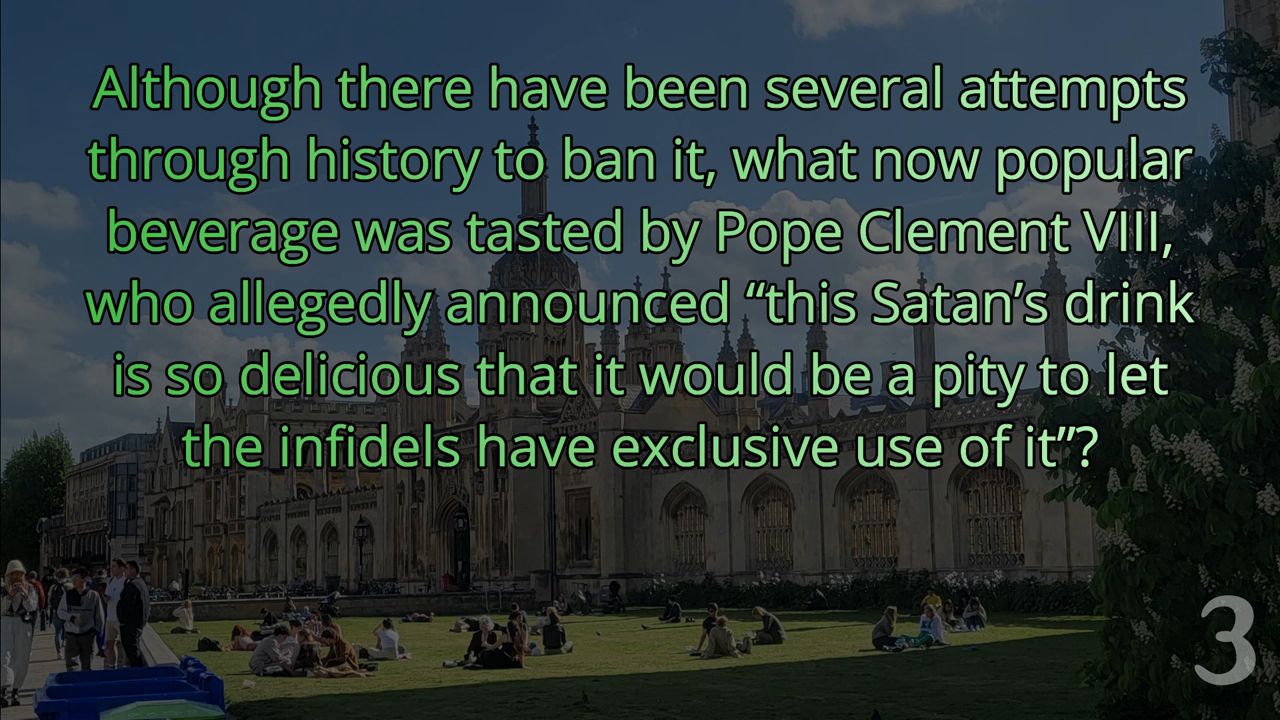 Although there have been several attempts
through history to ban it, what now popular
beverage was tasted by Pope Clement VIII,
who allegedly announced “this Satan’s drink
is so delicious that it would be a pity to let
the infidels have exclusive use of it”?
3